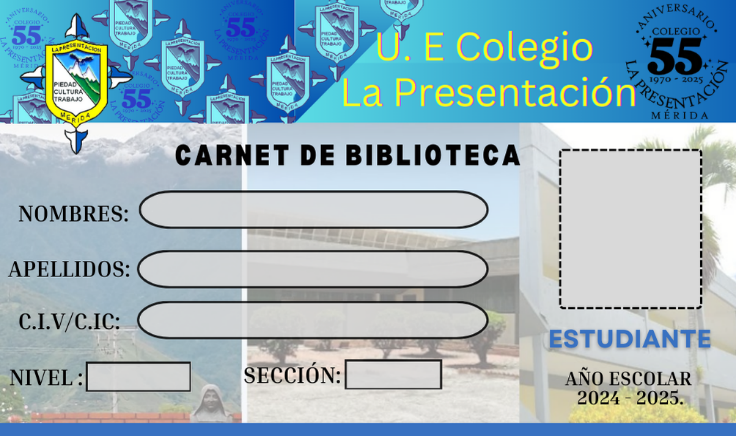 U. E Colegio
La Presentación
LA PRESENTACIÓN
PIEDAD
CULTURA
TRABAJO
MÉRIDA
ANIVERSARIO
COLEGIO
55
1970 - 2025
LA PRESENTACIÓN
MÉRIDA
CARNET DE BIBLIOTECA
NOMBRES:
APELLIDOS:
C.I.V/C.IC:
NIVEL :
SECCIÓN:
ESTUDIANTE
AÑO ESCOLAR
2024 - 2025.